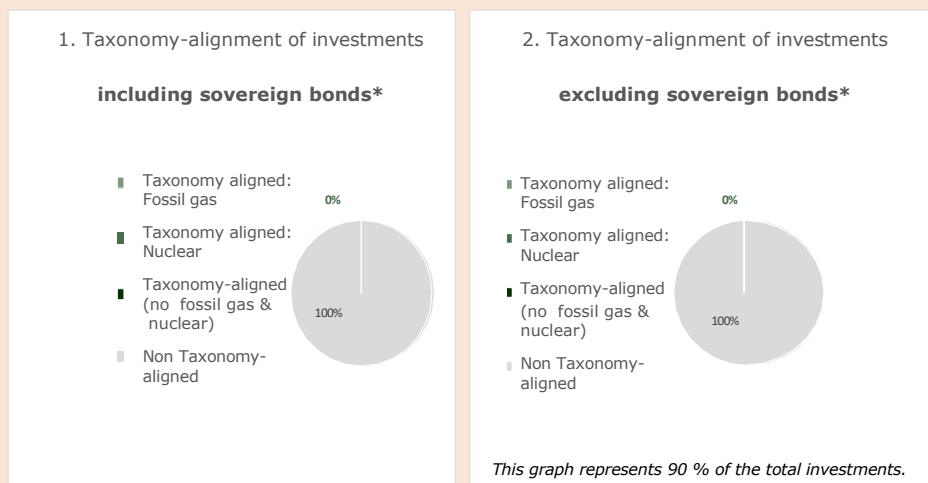 1. Taxonomy-alignment of investments
including sovereign bonds*
Taxonomy aligned:
Fossil gas
Taxonomy aligned:
Nuclear
Taxonomy-aligned
(no fossil gas &
nuclear)
Non Taxonomy-
aligned
0%
100%
2. Taxonomy-alignment of investments
excluding sovereign bonds*
Taxonomy aligned:
Fossil gas
Taxonomy aligned:
Nuclear
Taxonomy-aligned
(no fossil gas &
nuclear)
Non Taxonomy-
aligned
0%
100%
This graph represents 90 % of the total investments.